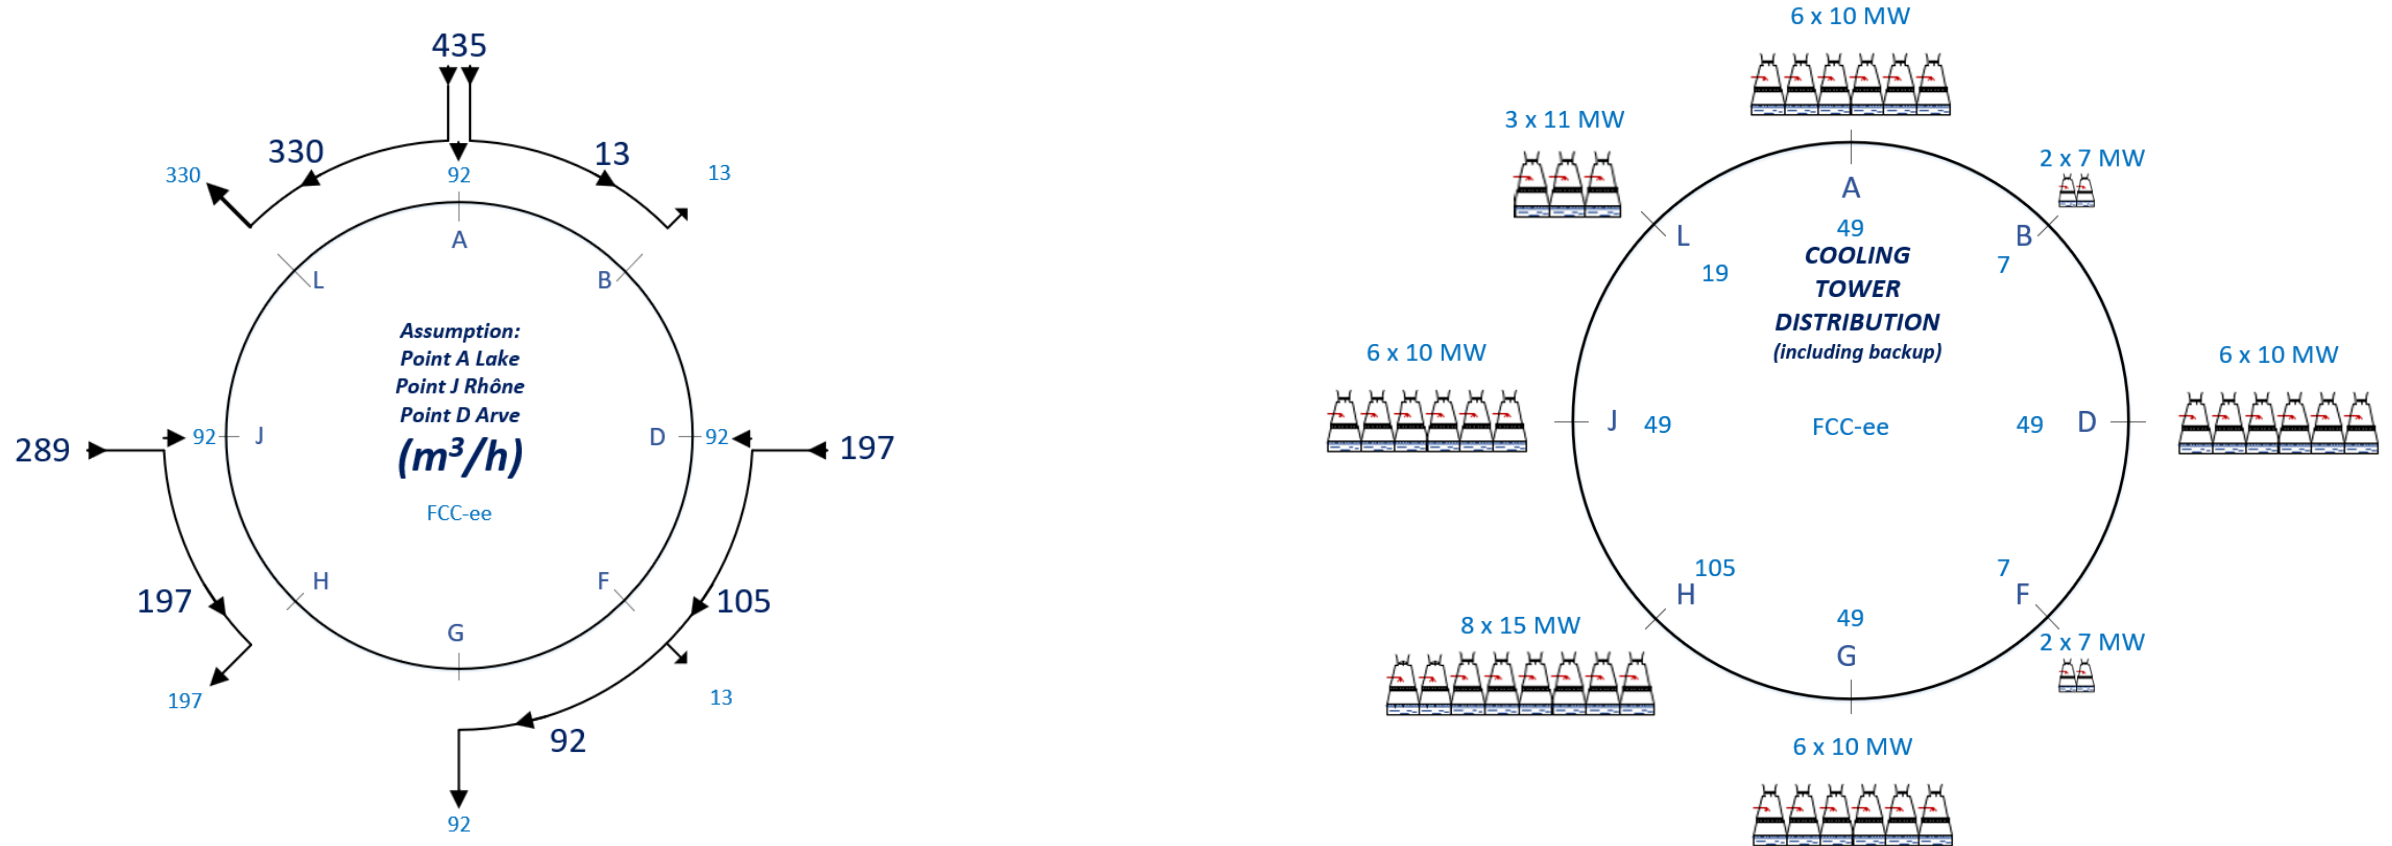 435
330
13
330
92
13
A
L
B
Assumption:
Point A Lake
Point J Rhône
Point D Arve
(m³/h)
FCC-ee
289
92
J
D
92
197
H
F
197
105
G
197
13
92
92
6 x 10 MW
3 x 11 MW
2 x 7 MW
A
L
B
49
19
7
COOLING
TOWER
DISTRIBUTION
(including backup)
6 x 10 MW
6 x 10 MW
J
49
FCC-ee
49
D
105
7
H
F
49
8 x 15 MW
2 x 7 MW
G
6 x 10 MW